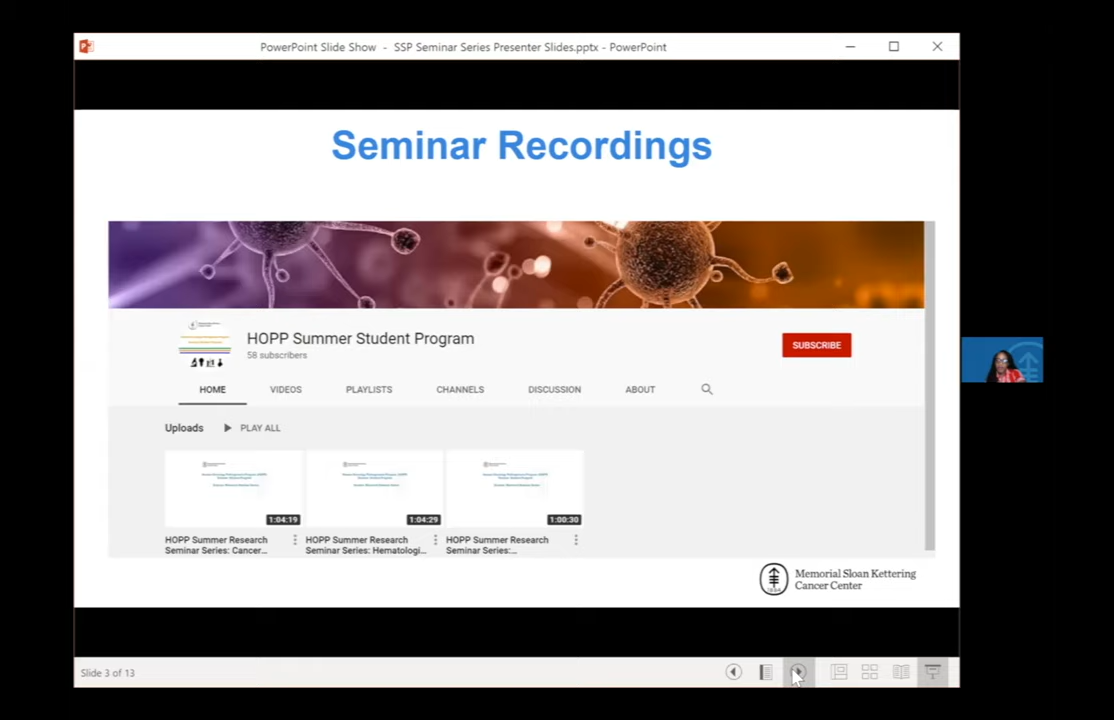 PowerPoint Slide Show - SSP Seminar Series Presenter Slides.pptx - PowerPoint
Seminar Recordings
HOPP Summer Student Program
58 subscribers
SUBSCRIBE
HOME VIDEOS PLAYLISTS CHANNELS DISCUSSION ABOUT
Uploads PLAY ALL
1:04:19 1:04:29 1:00:30
HOPP Summer Research
Seminar Series: Cancer...
HOPP Summer Research
Seminar Series: Hematologi...
HOPP Summer Research
Seminar Series:...
Memorial Sloan Kettering
Cancer Center
Slide 3 of 13